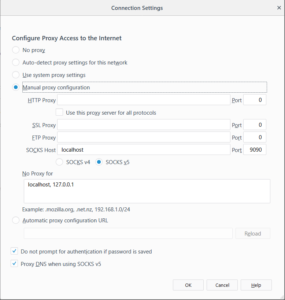 Connection Settings
Configure Proxy Access to the Internet
No proxy
Auto-detect proxy settings for this network
Use system proxy settings
Manual proxy configuration
HTTP Proxy Port 0
Use this proxy server for all protocols
SSL Proxy Port 0
FTP Proxy Port 0
SOCKS Host localhost Port 9090
SOCKS v4 SOCKS v5
No Proxy for
localhost, 127.0.0.1
Example: .mozilla.org, .net.nz, 192.168.1.0/24
Automatic proxy configuration URL
Reload
Do not prompt for authentication if password is saved
Proxy DNS when using SOCKS v5
OK Cancel Help